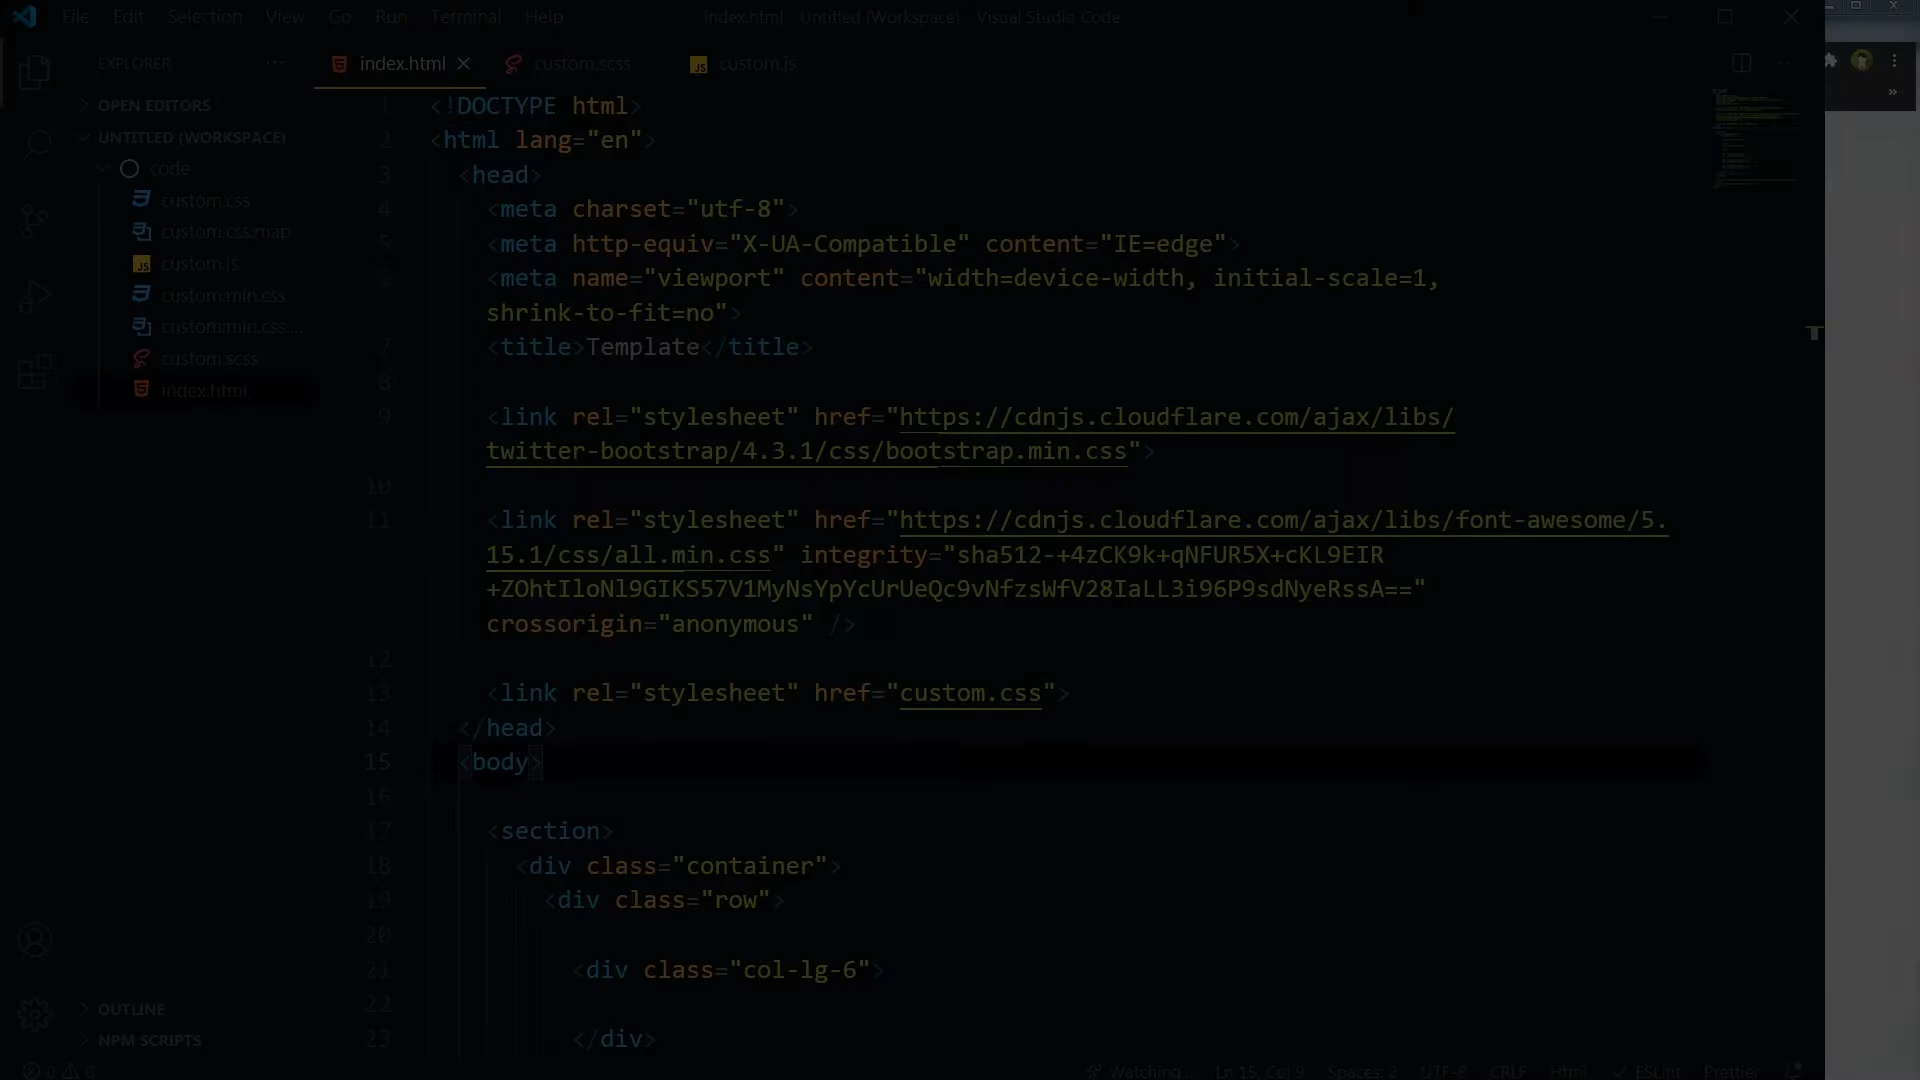 File Edit Selection View Go Run Terminal Help
index.html Untitled (Workspace) Visual Studio Code
EXPLORER
OPEN EDITORS
UNTITLED (WORKSPACE)
code
custom.css
custom.css.map
custom.js
custom.min.css
custom.min.css....
custom.scss
index.html
OUTLINE
NPM SCRIPTS
index.html custom.scss custom.js
1 <!DOCTYPE html>
2 <html lang="en">
3 <head>
4 <meta charset="utf-8">
5 <meta http-equiv="X-UA-Compatible" content="IE=edge">
6 <meta name="viewport" content="width=device-width, initial-scale=1,
shrink-to-fit=no">
7 <title>Template</title>
8
9 <link rel="stylesheet" href="https://cdnjs.cloudflare.com/ajax/libs/
twitter-bootstrap/4.3.1/css/bootstrap.min.css">
10
11 <link rel="stylesheet" href="https://cdnjs.cloudflare.com/ajax/libs/font-awesome/5.
15.1/css/all.min.css" integrity="sha512-+4zCK9k+qNFUR5X+cKL9EIR
+ZOhtIloNl9GIKS57V1MyNsYpYcUrUeQc9vNfzsWfV28IaLL3i96P9sdNyeRssA=="
crossorigin="anonymous" />
12
13 <link rel="stylesheet" href="custom.css">
14 </head>
15 <body>
16
17 <section>
18 <div class="container">
19 <div class="row">
20
21 <div class="col-lg-6">
22
23 </div>
0 0
Watching... Ln 15, Col 9 Spaces: 2 UTF-8 CRLF Html ESLint Prettier